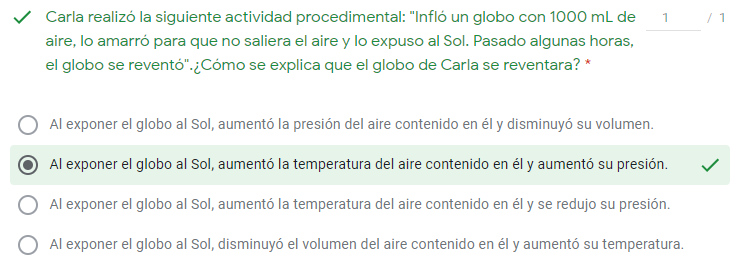 Carla realizó la siguiente actividad procedimental: "Infló un globo con 1000 mL de
1 / 1
aire, lo amarró para que no saliera el aire y lo expuso al Sol. Pasado algunas horas,
el globo se reventó".¿Cómo se explica que el globo de Carla se reventara? *
Al exponer el globo al Sol, aumentó la presión del aire contenido en él y disminuyó su volumen.
Al exponer el globo al Sol, aumentó la temperatura del aire contenido en él y aumentó su presión.
Al exponer el globo al Sol, aumentó la temperatura del aire contenido en él y se redujo su presión.
Al exponer el globo al Sol, disminuyó el volumen del aire contenido en él y aumentó su temperatura.